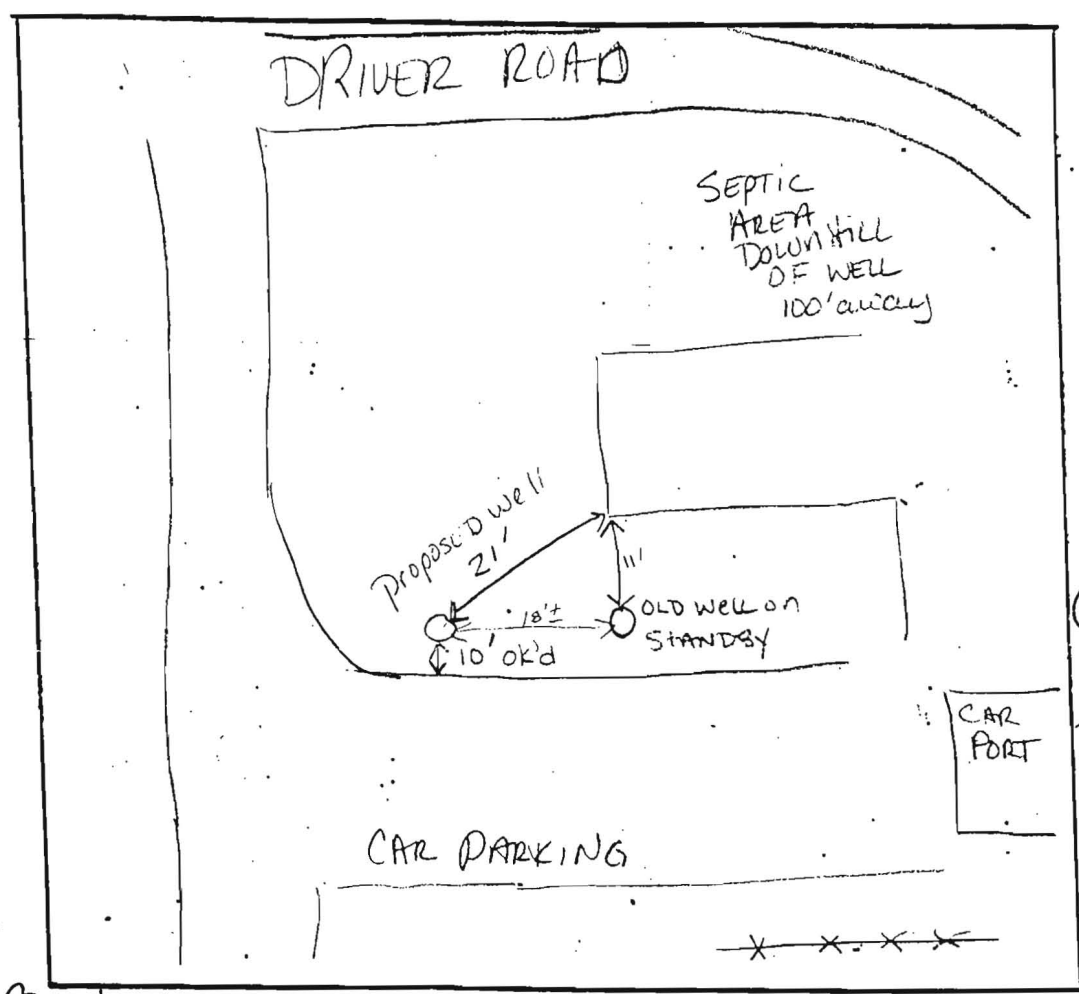 DRIVER ROAD
SEPTIC
AREA
DOWNHILL
OF WELL
100' away
PROPOSED Well
21'
11'
18'±
OLD WELL ON
STANDBY
10' OK'd
CAR
PORT
CAR PARKING